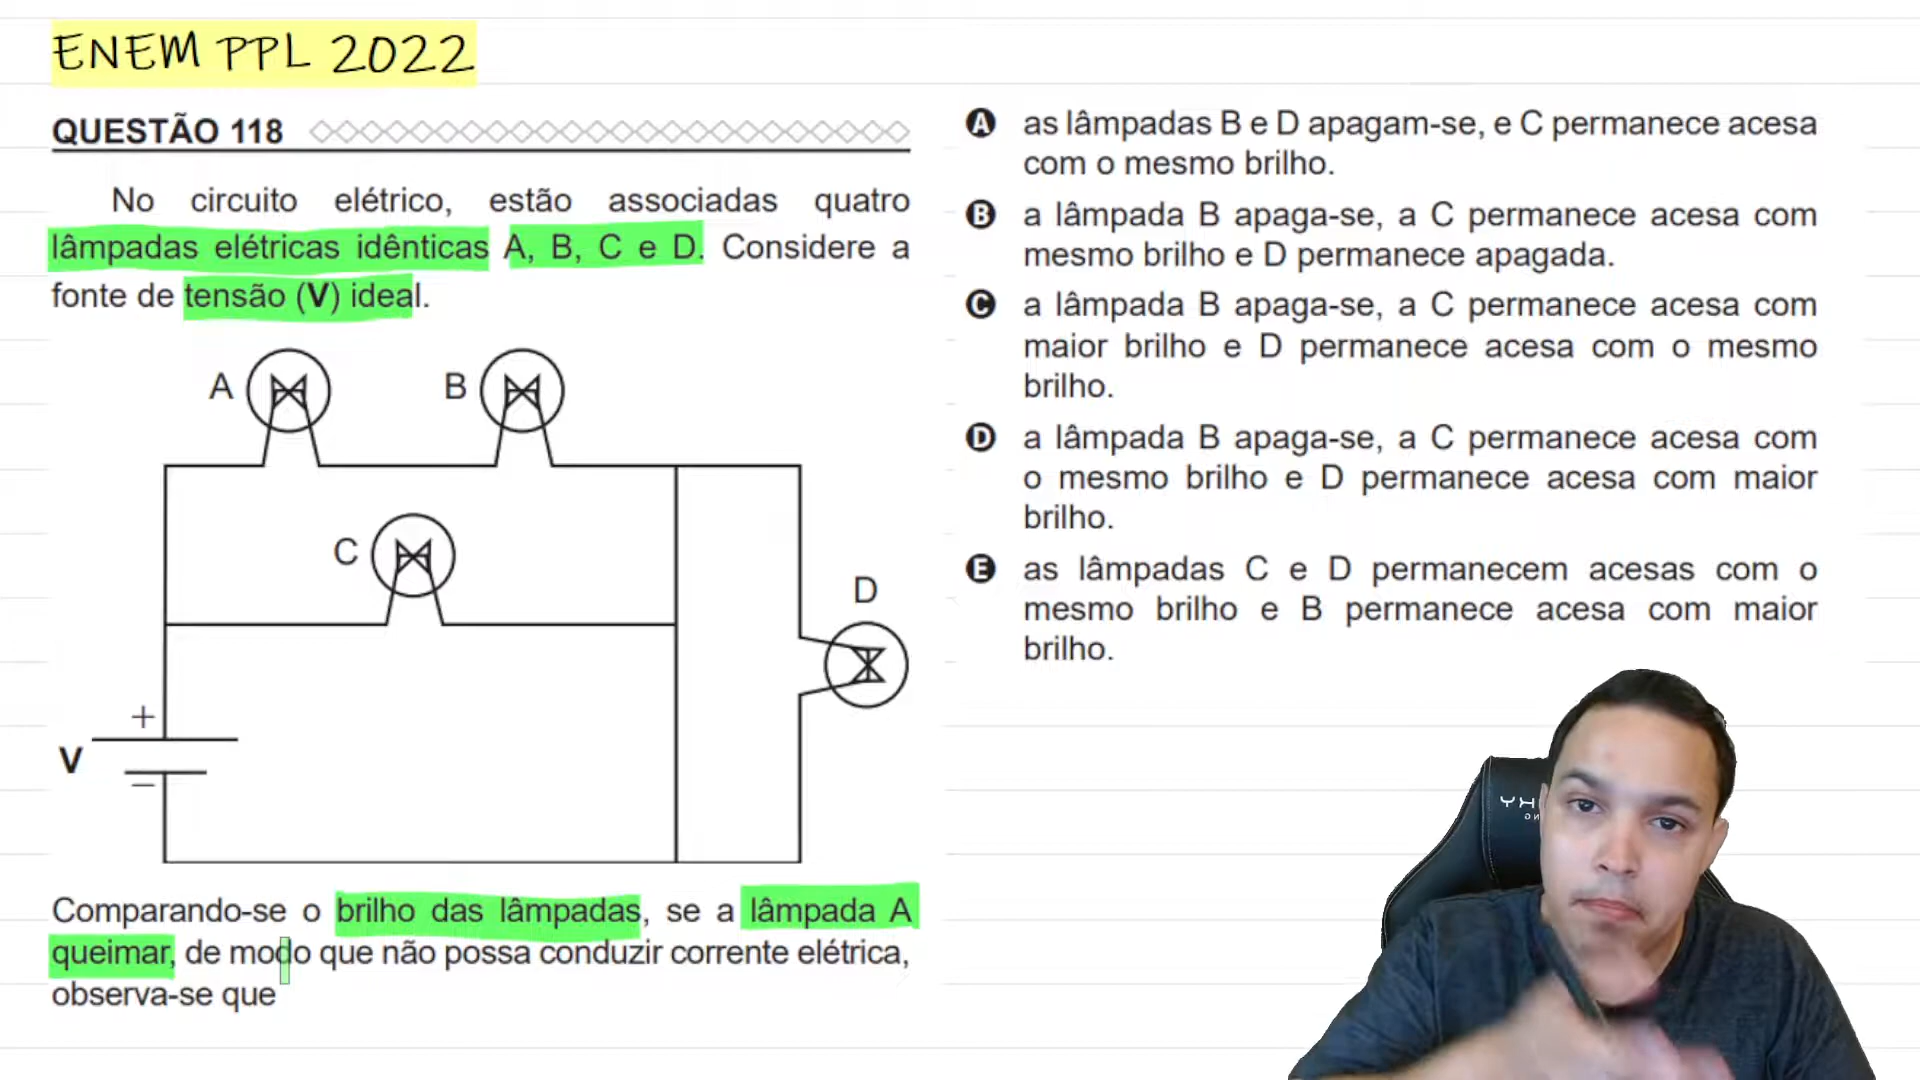 ENEM PPL 2022
QUESTÃO 118
No circuito elétrico, estão associadas quatro
lâmpadas elétricas idênticas A, B, C e D. Considere a
fonte de tensão (V) ideal.
A
B
C
D
+
V
−
Comparando-se o brilho das lâmpadas, se a lâmpada A
queimar, de modo que não possa conduzir corrente elétrica,
observa-se que
A as lâmpadas B e D apagam-se, e C permanece acesa
com o mesmo brilho.
B a lâmpada B apaga-se, a C permanece acesa com
mesmo brilho e D permanece apagada.
C a lâmpada B apaga-se, a C permanece acesa com
maior brilho e D permanece acesa com o mesmo
brilho.
D a lâmpada B apaga-se, a C permanece acesa com
o mesmo brilho e D permanece acesa com maior
brilho.
E as lâmpadas C e D permanecem acesas com o
mesmo brilho e B permanece acesa com maior
brilho.